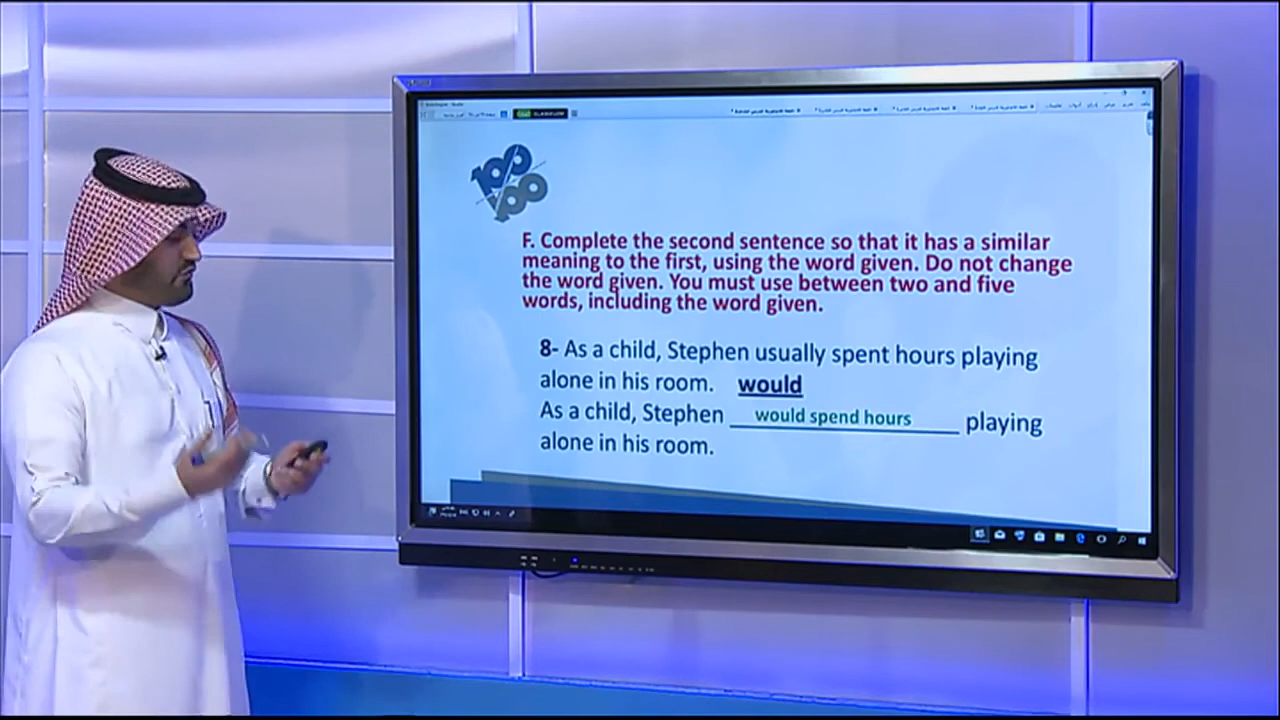 CLASSFLOW
100
100
F. Complete the second sentence so that it has a similar
meaning to the first, using the word given. Do not change
the word given. You must use between two and five
words, including the word given.
8- As a child, Stephen usually spent hours playing
alone in his room. would
As a child, Stephen would spend hours playing
alone in his room.